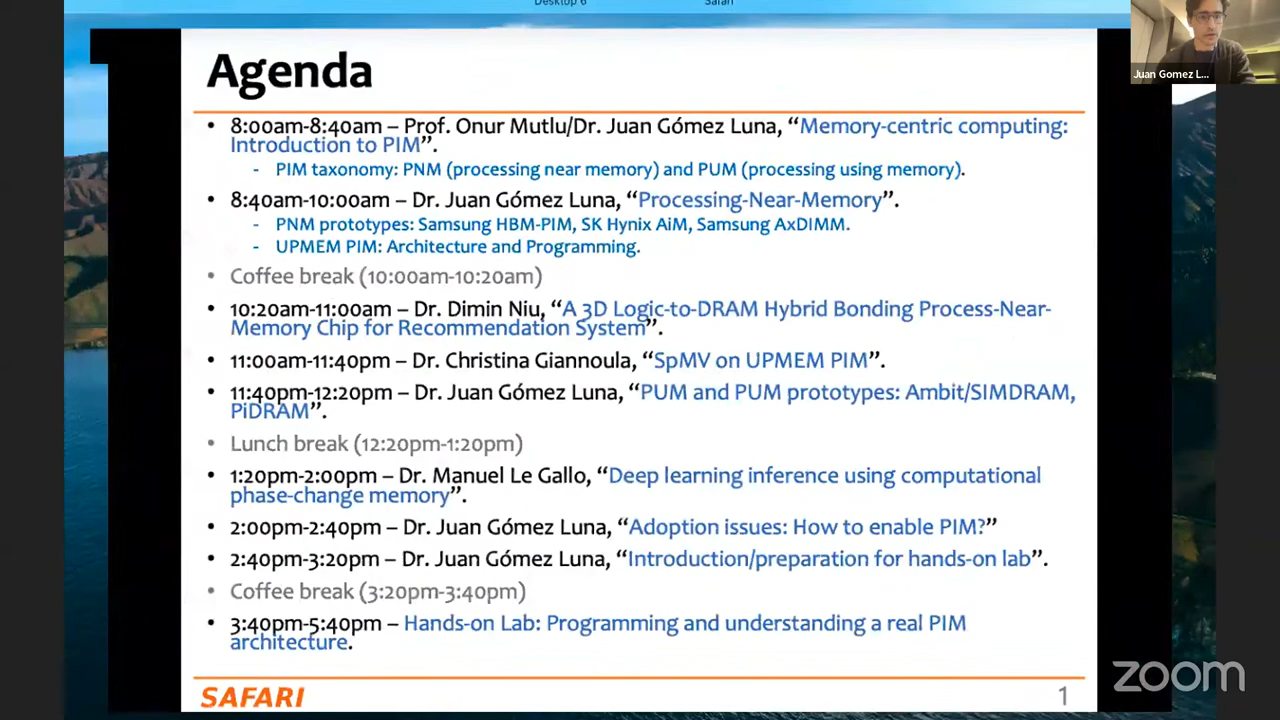 Desktop 6 Safari
Juan Gomez L...
Agenda
• 8:00am-8:40am – Prof. Onur Mutlu/Dr. Juan Gómez Luna, “Memory-centric computing:
Introduction to PIM”.
- PIM taxonomy: PNM (processing near memory) and PUM (processing using memory).
• 8:40am-10:00am – Dr. Juan Gómez Luna, “Processing-Near-Memory”.
- PNM prototypes: Samsung HBM-PIM, SK Hynix AiM, Samsung AxDIMM.
- UPMEM PIM: Architecture and Programming.
• Coffee break (10:00am-10:20am)
• 10:20am-11:00am – Dr. Dimin Niu, “A 3D Logic-to-DRAM Hybrid Bonding Process-Near-
Memory Chip for Recommendation System”.
• 11:00am-11:40pm – Dr. Christina Giannoula, “SpMV on UPMEM PIM”.
• 11:40pm-12:20pm – Dr. Juan Gómez Luna, “PUM and PUM prototypes: Ambit/SIMDRAM,
PiDRAM”.
• Lunch break (12:20pm-1:20pm)
• 1:20pm-2:00pm – Dr. Manuel Le Gallo, “Deep learning inference using computational
phase-change memory”.
• 2:00pm-2:40pm – Dr. Juan Gómez Luna, “Adoption issues: How to enable PIM?”
• 2:40pm-3:20pm – Dr. Juan Gómez Luna, “Introduction/preparation for hands-on lab”.
• Coffee break (3:20pm-3:40pm)
• 3:40pm-5:40pm – Hands-on Lab: Programming and understanding a real PIM
architecture.
SAFARI
1
zoom